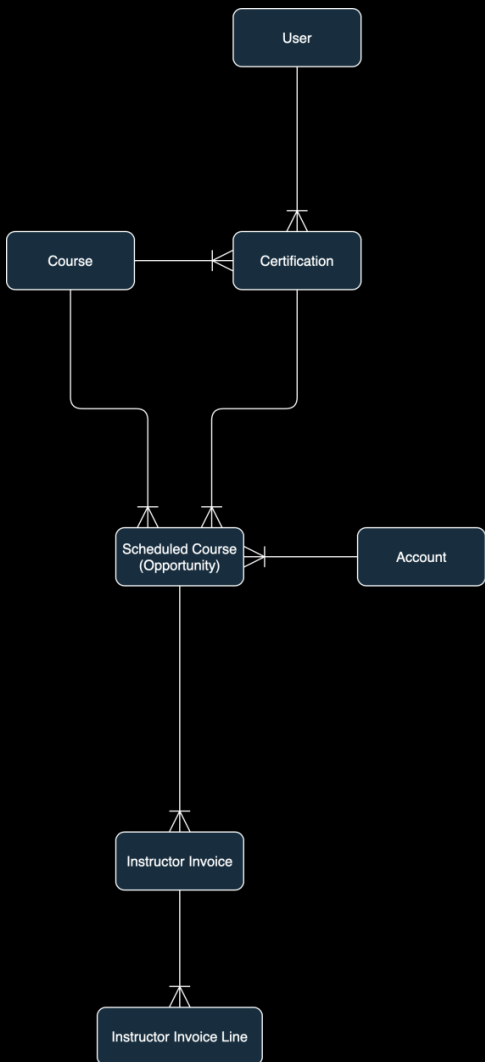 User
Course
Certification
Scheduled Course
(Opportunity)
Account
Instructor Invoice
Instructor Invoice Line